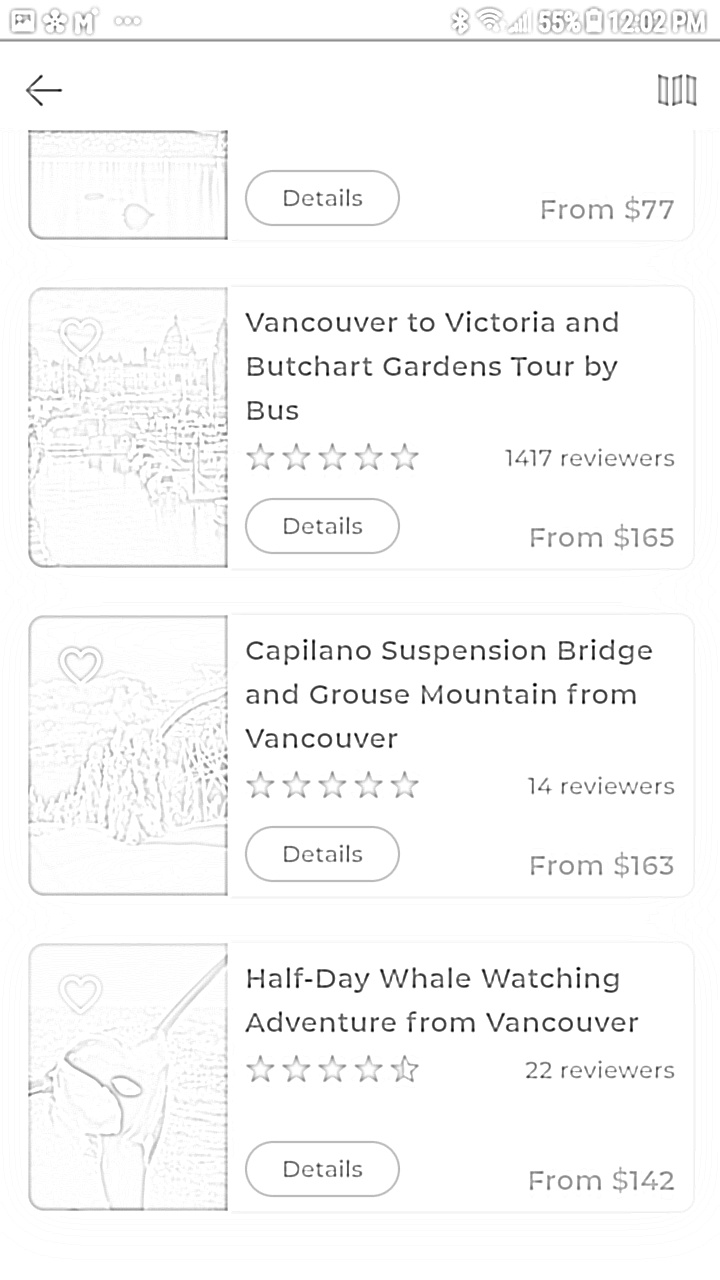 55% 12:02 PM
Details
From $77
Vancouver to Victoria and
Butchart Gardens Tour by
Bus
1417 reviewers
Details
From $165
Capilano Suspension Bridge
and Grouse Mountain from
Vancouver
14 reviewers
Details
From $163
Half-Day Whale Watching
Adventure from Vancouver
22 reviewers
Details
From $142